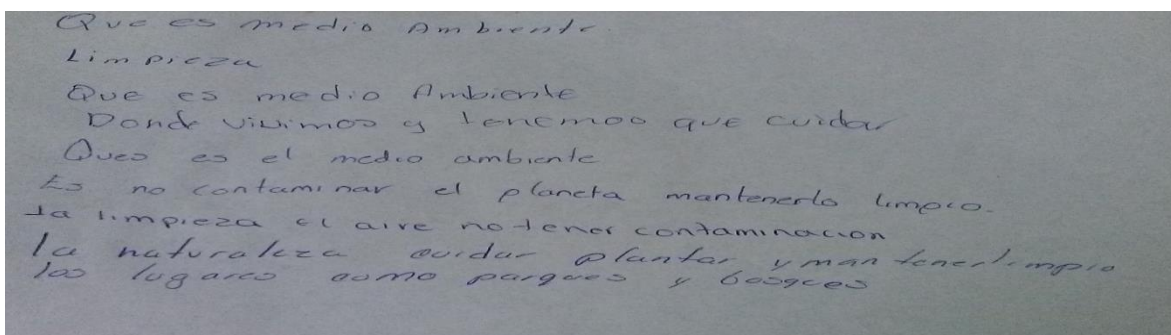 Que es medio Ambiente
Limpieza
Que es medio Ambiente
Donde vivimos y tenemos que cuidar
Ques es el medio ambiente
Es no contaminar el planeta mantenerlo limpio.
la limpieza el aire no tener contaminacion
la naturaleza cuidar plantar y mantener limpio
los lugares como parques y bosques